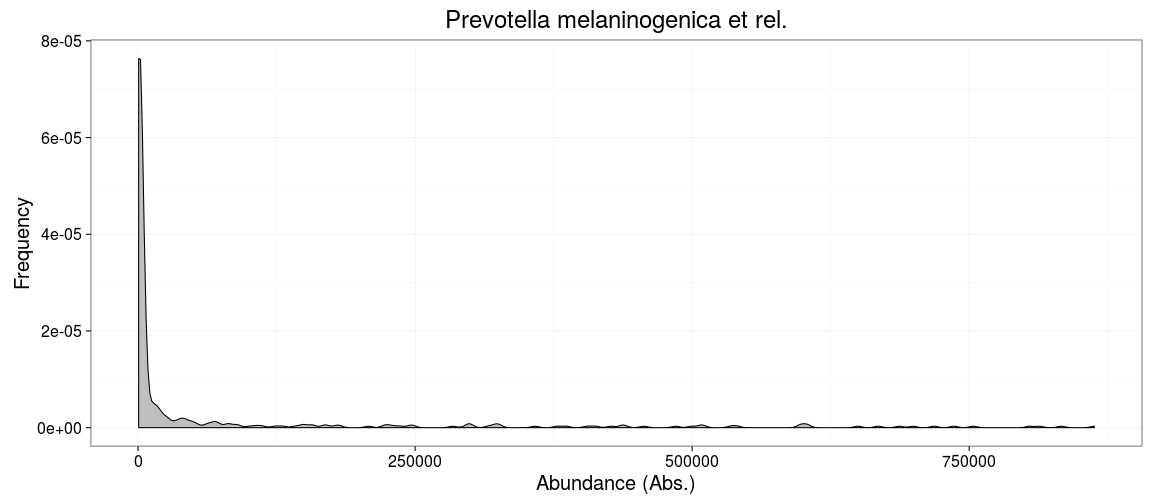 Prevotella melaninogenica et rel.
8e-05
6e-05
4e-05
2e-05
0e+00
Frequency
0 250000 500000 750000
Abundance (Abs.)